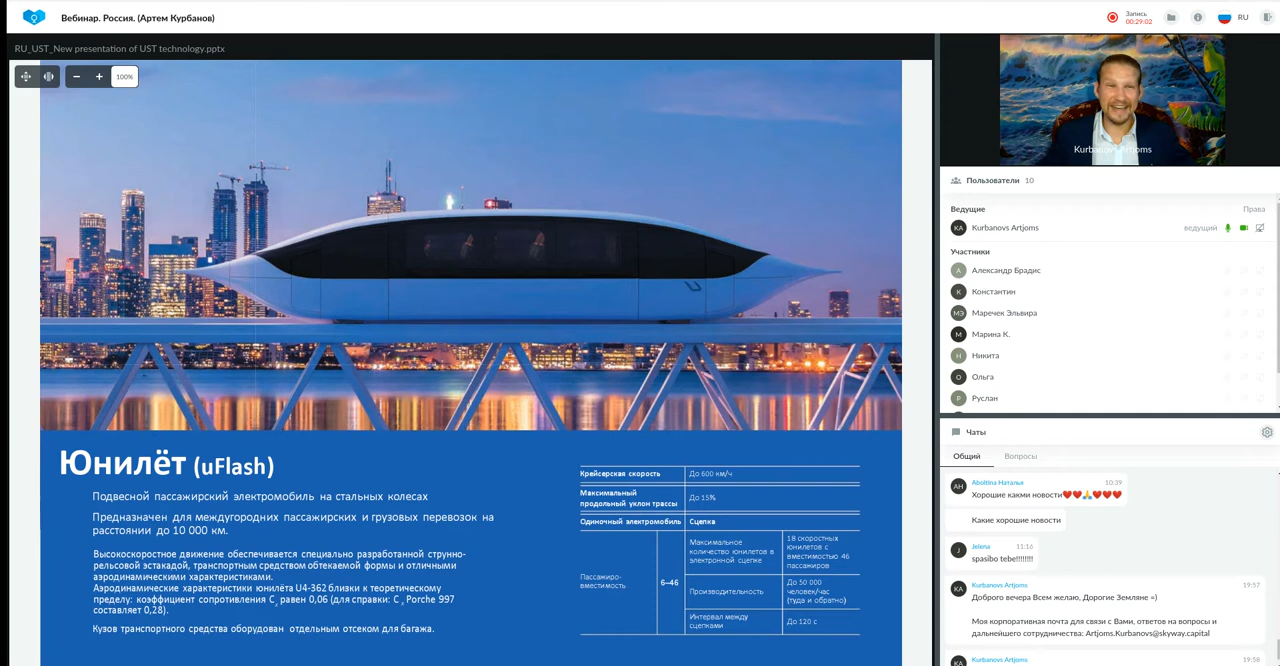 Вебинар. Россия. (Артем Курбанов)
Запись
00:29:02
RU
RU_UST_New presentation of UST technology.pptx
100%
Kurbanovs Artjoms
Пользователи 10
Ведущие
Права
KA
Kurbanovs Artjoms
ведущий
Участники
А
Александр Брадис
К
Константин
МЭ
Маречек Эльвира
М
Марина К.
Н
Никита
О
Ольга
Р
Руслан
Чаты
Общий
Вопросы
АН
Aboltina Наталья
10:39
Хорошие какми новости❤️❤️🙏❤️❤️❤️
Какие хорошие новости
J
Jelena
11:16
spasibo tebe!!!!!!!!
KA
Kurbanovs Artjoms
19:57
Доброго вечера Всем желаю, Дорогие Земляне =)
Моя корпоративная почта для связи с Вами, ответов на вопросы и
дальнейшего сотрудничества: Artjoms.Kurbanovs@skyway.capital
KA
Kurbanovs Artjoms
19:58
Юнилёт (uFlash)
Подвесной пассажирский электромобиль на стальных колесах
Предназначен для междугородних пассажирских и грузовых перевозок на
расстоянии до 10 000 км.
Высокоскоростное движение обеспечивается специально разработанной струнно-
рельсовой эстакадой, транспортным средством обтекаемой формы и отличными
аэродинамическими характеристиками.
Аэродинамические характеристики юнилёта U4-362 близки к теоретическому
пределу: коэффициент сопротивления Cx равен 0,06 (для справки: Cx Porche 997
составляет 0,28).
Кузов транспортного средства оборудован отдельным отсеком для багажа.
Крейсерская скорость
До 600 км/ч
Максимальный
продольный уклон трассы
До 15%
Одиночный электромобиль
Сцепка
Пассажиро-
вместимость
6–46
Максимальное
количество юнилетов в
электронной сцепке
18 скоростных
юнилетов с
вместимостью 46
пассажиров
Производительность
До 50 000
человек/час
(туда и обратно)
Интервал между
сцепками
До 120 с